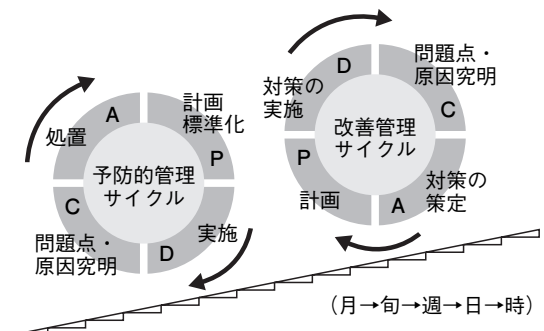 A
処置
計画
標準化
P
予防的管理
サイクル
C
問題点・
原因究明
D
実施
D
対策の
実施
問題点・
原因究明
C
改善管理
サイクル
P
計画
A
対策の
策定
（月→旬→週→日→時）